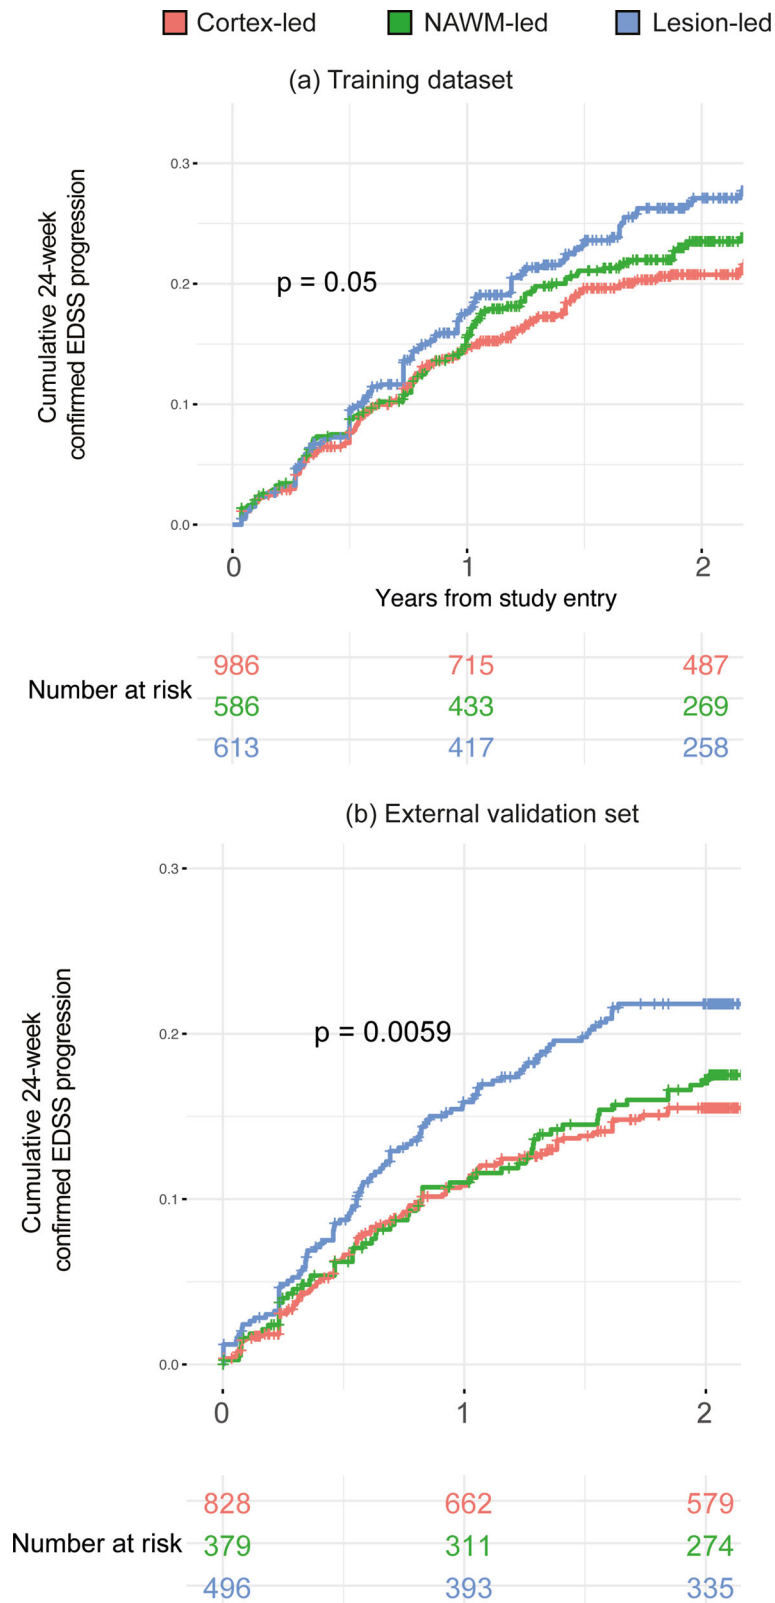 Cortex-led NAWM-led Lesion-led
(a) Training dataset
Cumulative 24-week
confirmed EDSS progression
0.3
0.2
0.1
0.0
p = 0.05
0 1 2
Years from study entry
Number at risk
986 715 487
586 433 269
613 417 258
(b) External validation set
Cumulative 24-week
confirmed EDSS progression
0.3
0.2
0.1
0.0
p = 0.0059
0 1 2
Number at risk
828 662 579
379 311 274
496 393 335